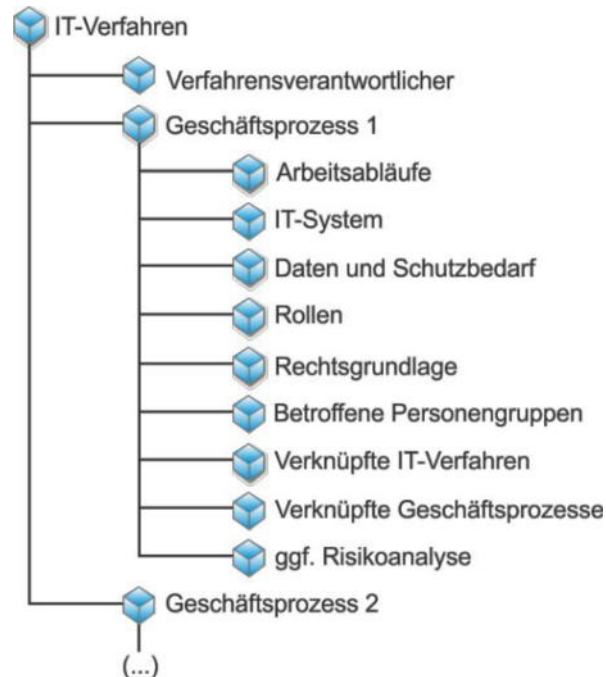 IT-Verfahren
Verfahrensverantwortlicher
Geschäftsprozess 1
Arbeitsabläufe
IT-System
Daten und Schutzbedarf
Rollen
Rechtsgrundlage
Betroffene Personengruppen
Verknüpfte IT-Verfahren
Verknüpfte Geschäftsprozesse
ggf. Risikoanalyse
Geschäftsprozess 2
(...)